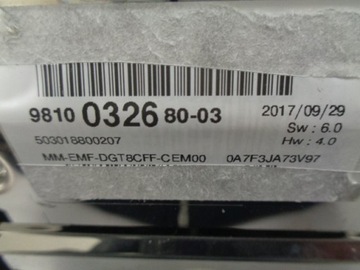 9810 0326 80-03 2017/09/29
503018800207 Sw : 6.0
Hw : 4.0
MM-EMF-DGT8CFF-CEM00 0A7F3JA73V97